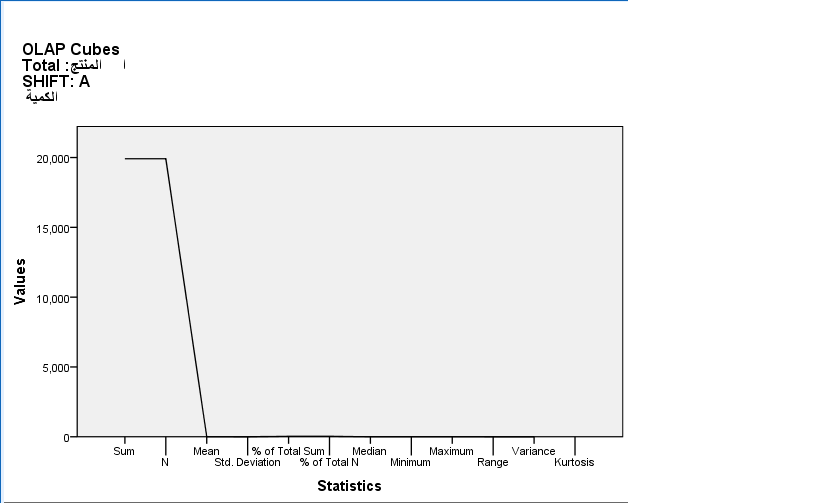 OLAP Cubes
Total :المنتج ا
SHIFT: A
الكمية
20,000
15,000
10,000
5,000
0
Values
Sum
N
Mean
Std. Deviation
% of Total Sum
% of Total N
Median
Minimum
Maximum
Range
Variance
Kurtosis
Statistics